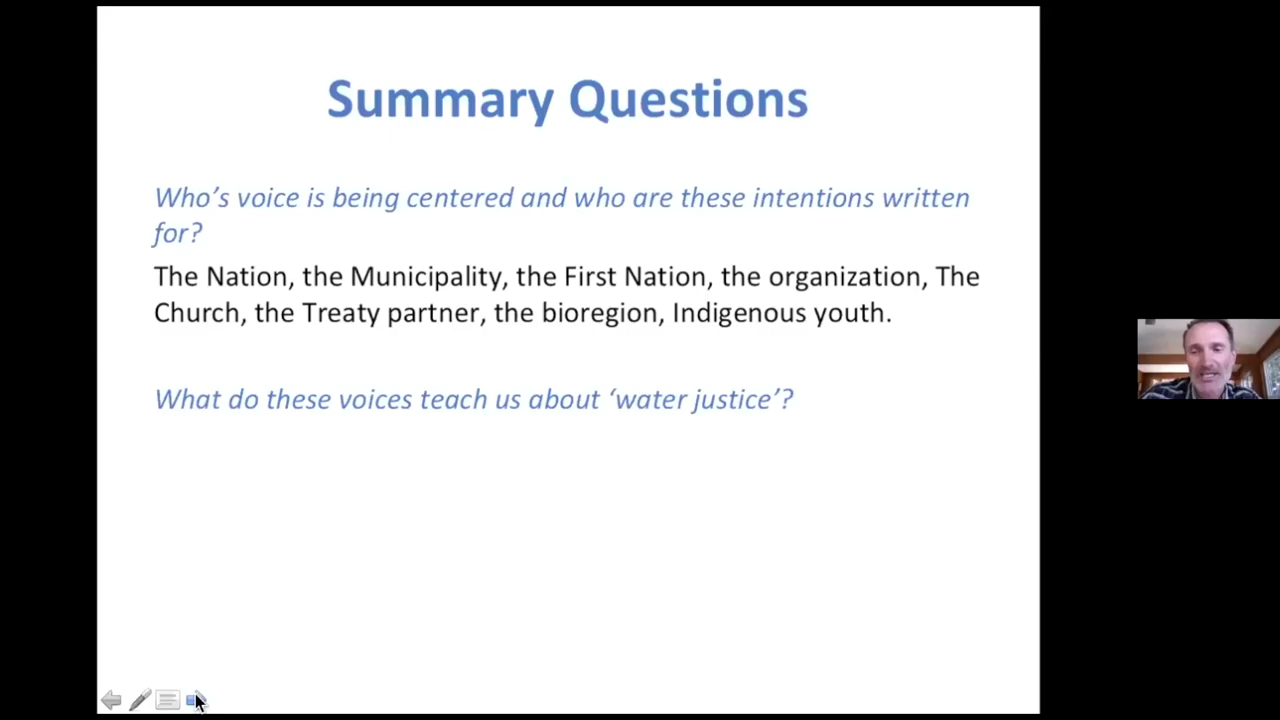 Summary Questions
Who’s voice is being centered and who are these intentions written
for?
The Nation, the Municipality, the First Nation, the organization, The
Church, the Treaty partner, the bioregion, Indigenous youth.
What do these voices teach us about ‘water justice’?